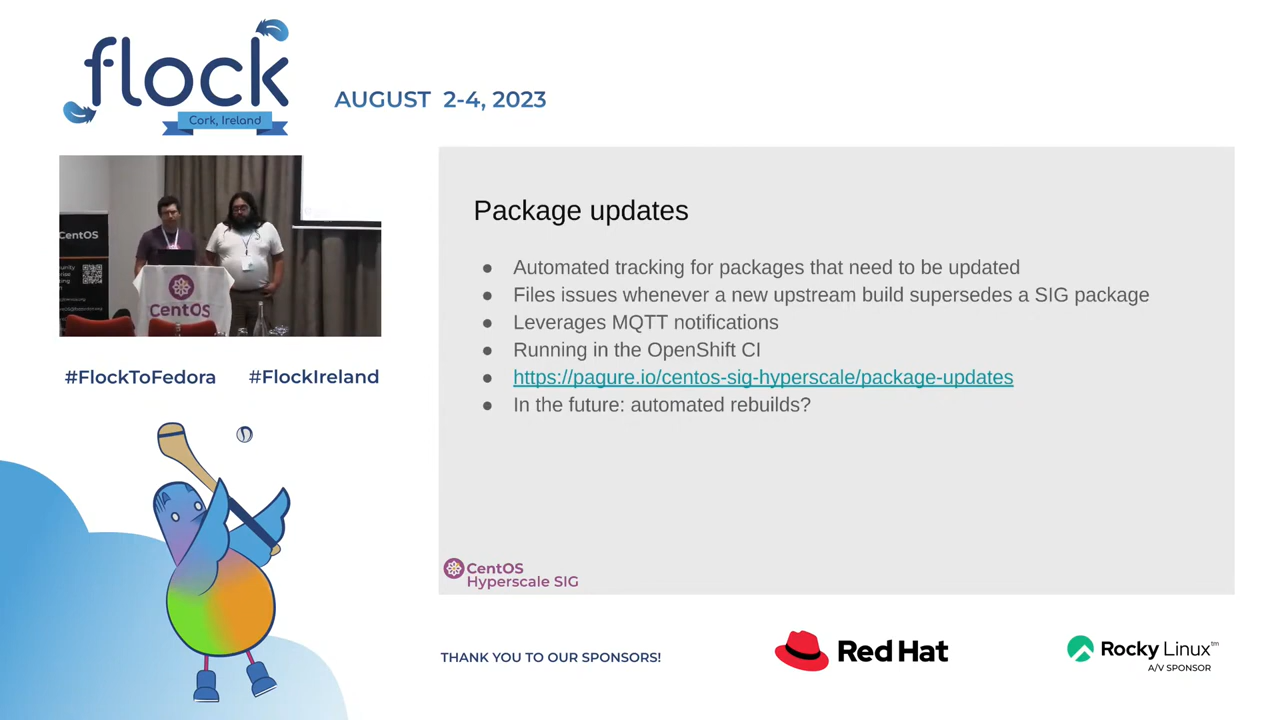 flock
Cork, Ireland
AUGUST 2-4, 2023
CentOS
CentOS
#FlockToFedora
#FlockIreland
Package updates
● Automated tracking for packages that need to be updated
● Files issues whenever a new upstream build supersedes a SIG package
● Leverages MQTT notifications
● Running in the OpenShift CI
● https://pagure.io/centos-sig-hyperscale/package-updates
● In the future: automated rebuilds?
CentOS
Hyperscale SIG
THANK YOU TO OUR SPONSORS!
Red Hat
Rocky Linux™
A/V SPONSOR